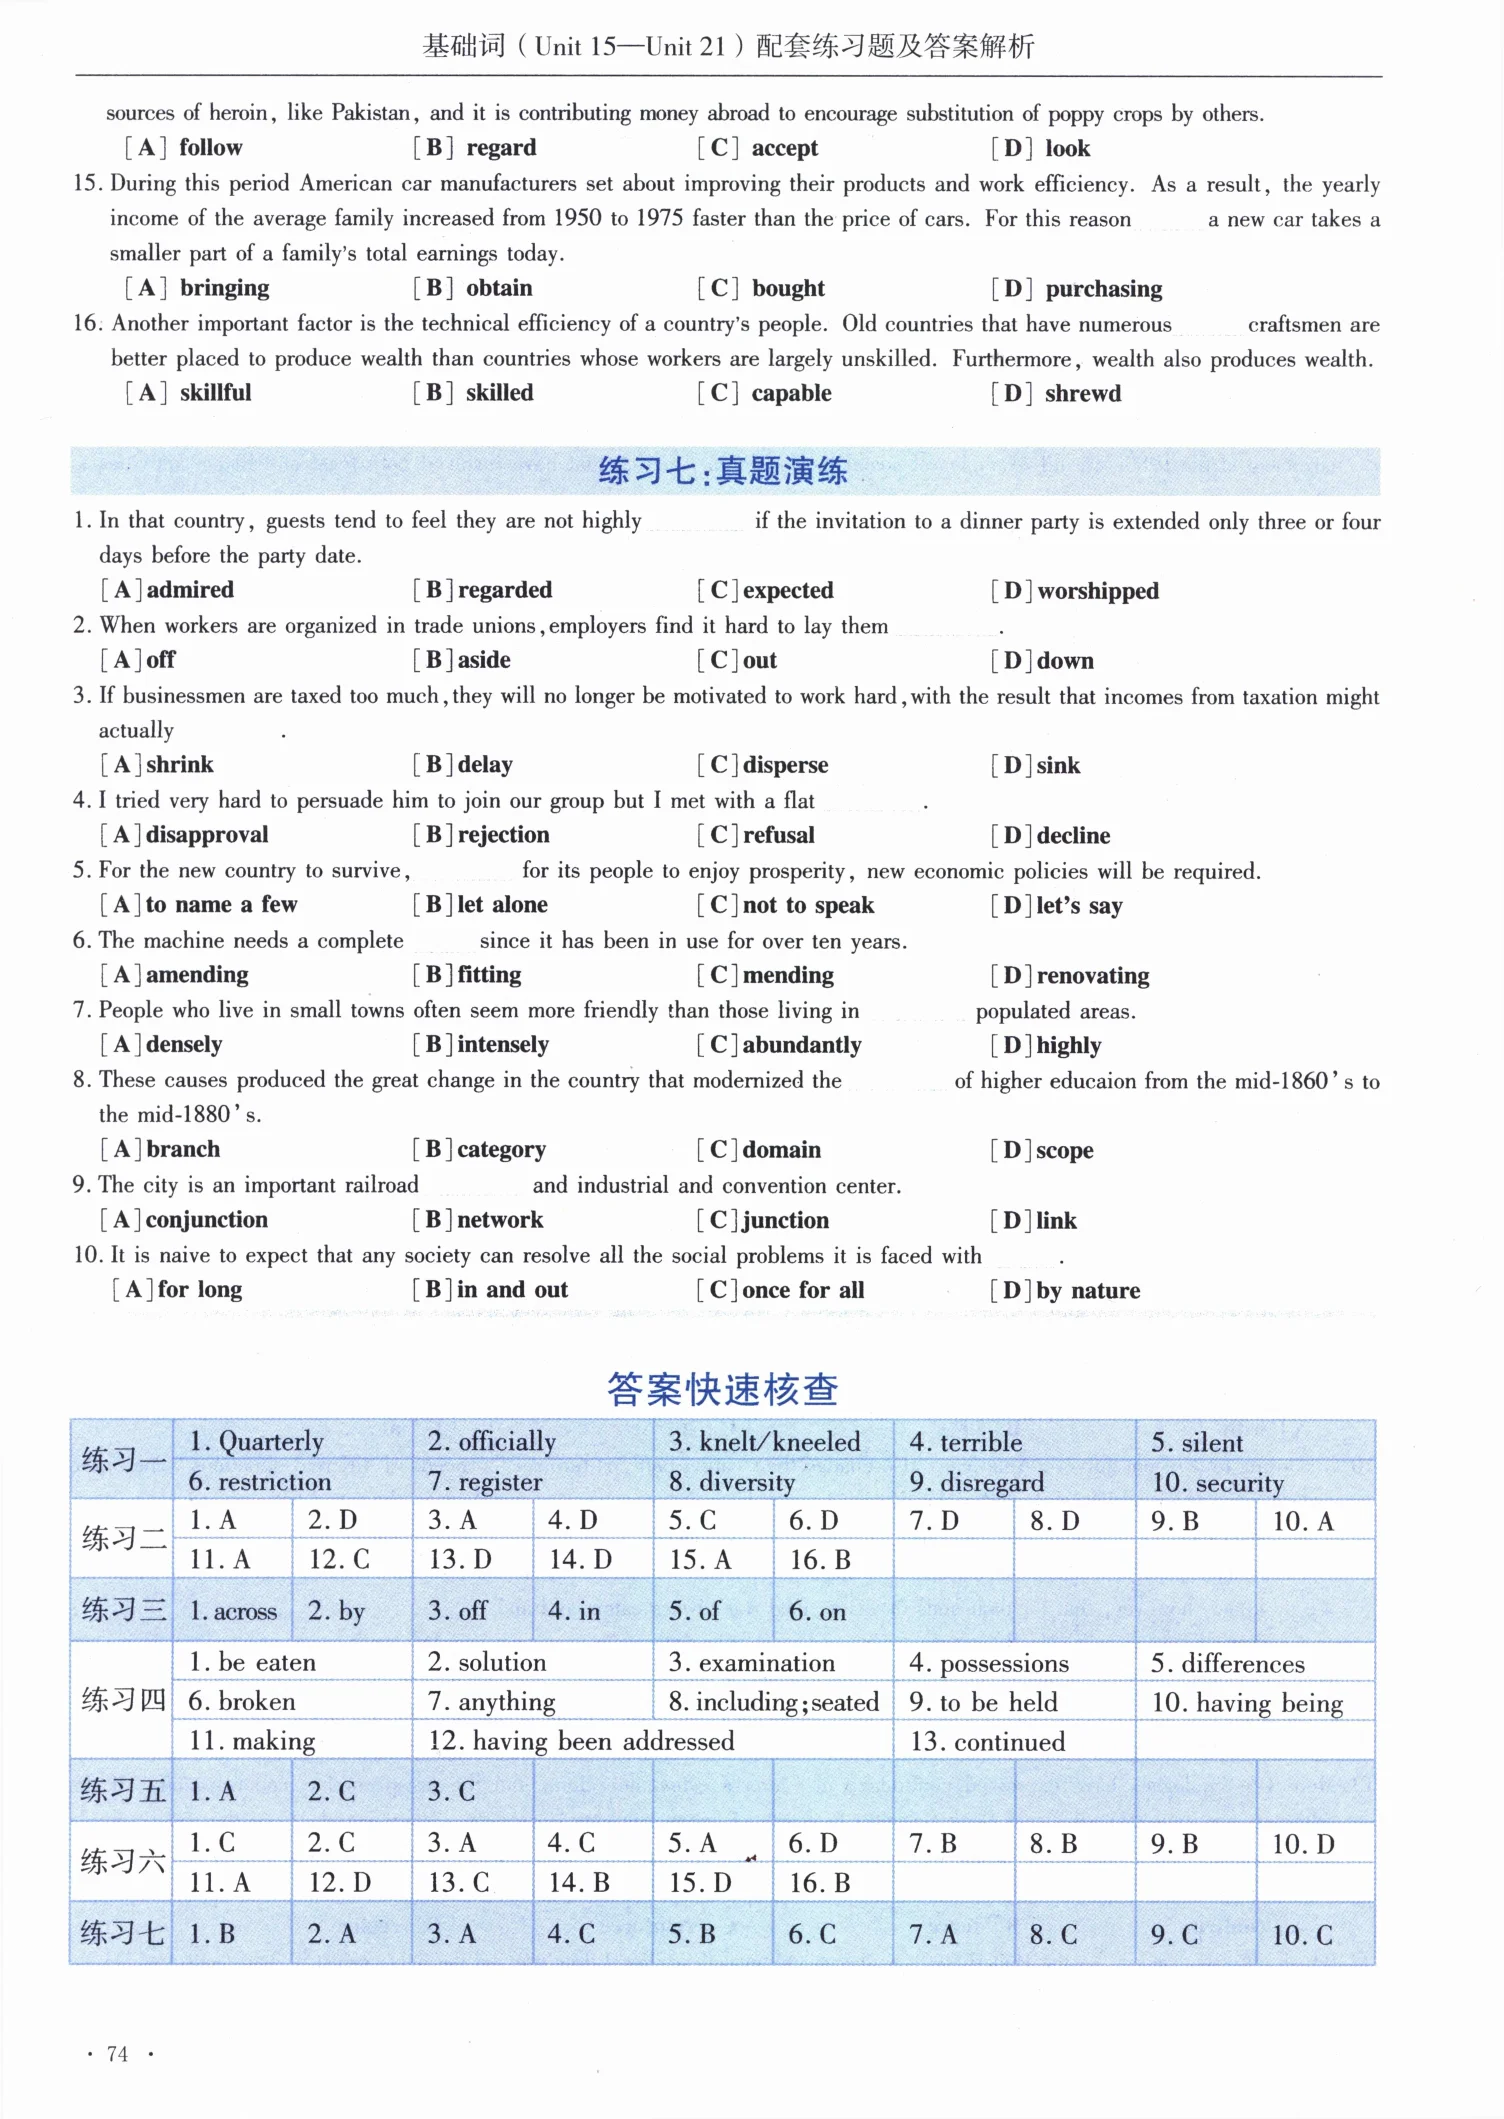 基础词(Unit 15—Unit 21)配套练习题及答案解析
sources of heroin, like Pakistan, and it is contributing money abroad to encourage substitution of poppy crops by others.
[A] follow [B] regard [C] accept [D] look
15. During this period American car manufacturers set about improving their products and work efficiency. As a result, the yearly
income of the average family increased from 1950 to 1975 faster than the price of cars. For this reason a new car takes a
smaller part of a family's total earnings today.
[A] bringing [B] obtain [C] bought [D] purchasing
16. Another important factor is the technical efficiency of a country's people. Old countries that have numerous craftsmen are
better placed to produce wealth than countries whose workers are largely unskilled. Furthermore, wealth also produces wealth.
[A] skillful [B] skilled [C] capable [D] shrewd
练习七:真题演练
1. In that country, guests tend to feel they are not highly if the invitation to a dinner party is extended only three or four
days before the party date.
[A]admired [B]regarded [C]expected [D]worshipped
2. When workers are organized in trade unions,employers find it hard to lay them .
[A]off [B]aside [C]out [D]down
3. If businessmen are taxed too much,they will no longer be motivated to work hard,with the result that incomes from taxation might
actually .
[A]shrink [B]delay [C]disperse [D]sink
4. I tried very hard to persuade him to join our group but I met with a flat .
[A]disapproval [B]rejection [C]refusal [D]decline
5. For the new country to survive, for its people to enjoy prosperity, new economic policies will be required.
[A]to name a few [B]let alone [C]not to speak [D]let's say
6. The machine needs a complete since it has been in use for over ten years.
[A]amending [B]fitting [C]mending [D]renovating
7. People who live in small towns often seem more friendly than those living in populated areas.
[A]densely [B]intensely [C]abundantly [D]highly
8. These causes produced the great change in the country that modernized the of higher educaion from the mid-1860's to
the mid-1880's.
[A]branch [B]category [C]domain [D]scope
9. The city is an important railroad and industrial and convention center.
[A]conjunction [B]network [C]junction [D]link
10. It is naive to expect that any society can resolve all the social problems it is faced with .
[A]for long [B]in and out [C]once for all [D]by nature
答案快速核查
练习一 1. Quarterly 2. officially 3. knelt/kneeled 4. terrible 5. silent
6. restriction 7. register 8. diversity 9. disregard 10. security
练习二 1. A 2. D 3. A 4. D 5. C 6. D 7. D 8. D 9. B 10. A
11. A 12. C 13. D 14. D 15. A 16. B
练习三 1. across 2. by 3. off 4. in 5. of 6. on
练习四 1. be eaten 2. solution 3. examination 4. possessions 5. differences
6. broken 7. anything 8. including;seated 9. to be held 10. having being
11. making 12. having been addressed 13. continued
练习五 1. A 2. C 3. C
练习六 1. C 2. C 3. A 4. C 5. A 6. D 7. B 8. B 9. B 10. D
11. A 12. D 13. C 14. B 15. D 16. B
练习七 1. B 2. A 3. A 4. C 5. B 6. C 7. A 8. C 9. C 10. C
· 74 ·